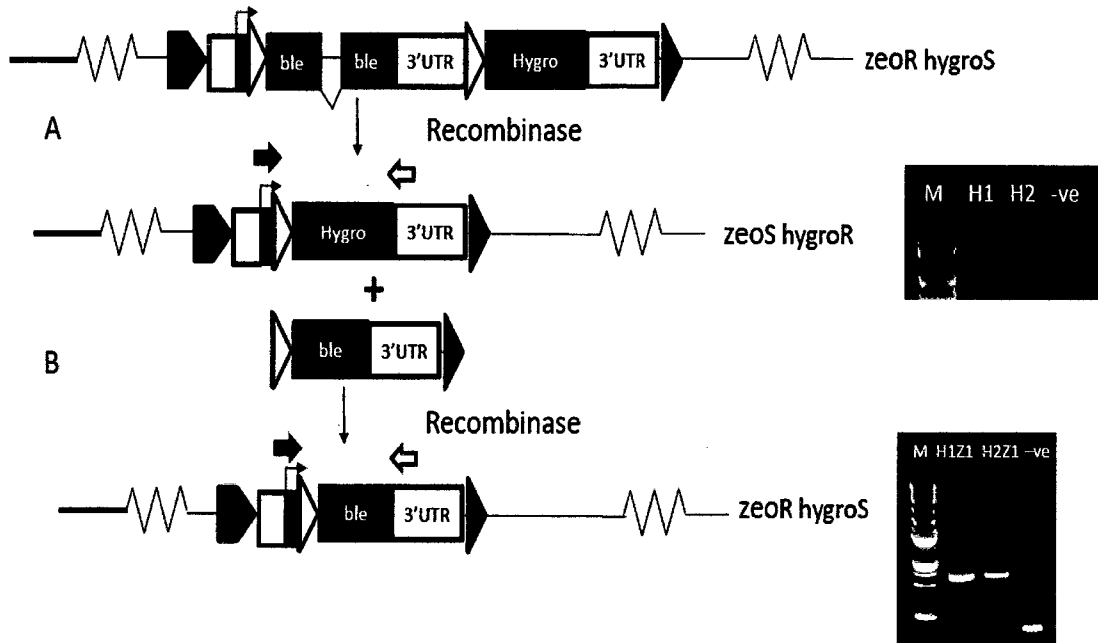 ble ble 3'UTR Hygro 3'UTR zeoR hygroS
A
Recombinase
M H1 H2 -ve
Hygro 3'UTR zeoS hygroR
+
ble 3'UTR
B
Recombinase
M H1Z1 H2Z1 –ve
ble 3'UTR zeoR hygroS